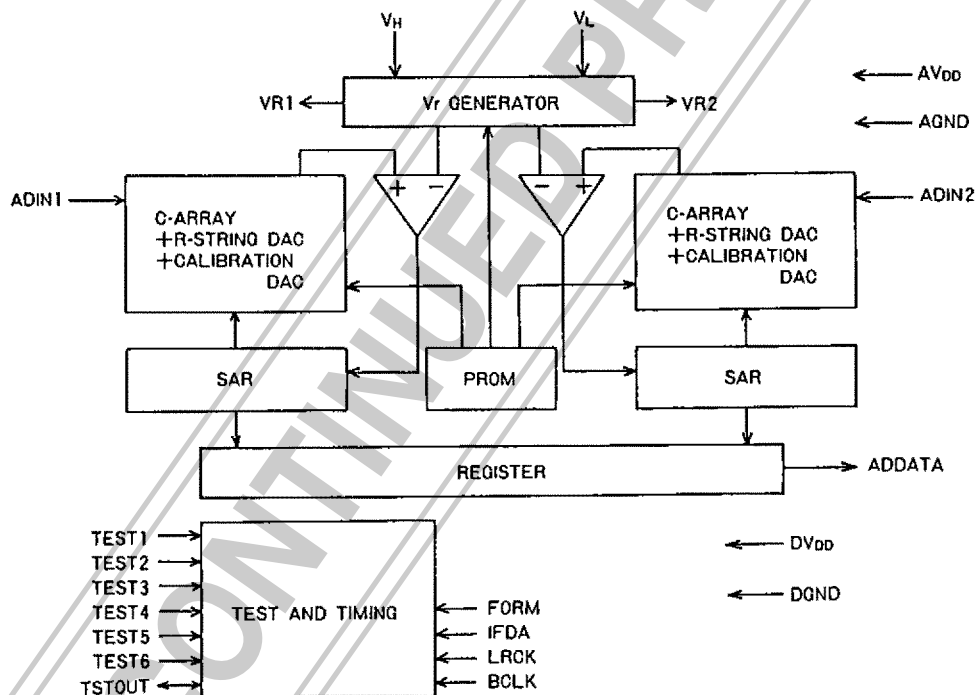 VH
VL
VR1
Vr GENERATOR
VR2
AVDD
AGND
+
−
−
+
ADIN1
ADIN2
C-ARRAY
+R-STRING DAC
+CALIBRATION
DAC
C-ARRAY
+R-STRING DAC
+CALIBRATION
DAC
SAR
PROM
SAR
REGISTER
ADDATA
TEST1
TEST2
TEST3
TEST4
TEST5
TEST6
TSTOUT
TEST AND TIMING
FORM
IFDA
LRCK
BCLK
DVDD
DGND
CONTINUED PH